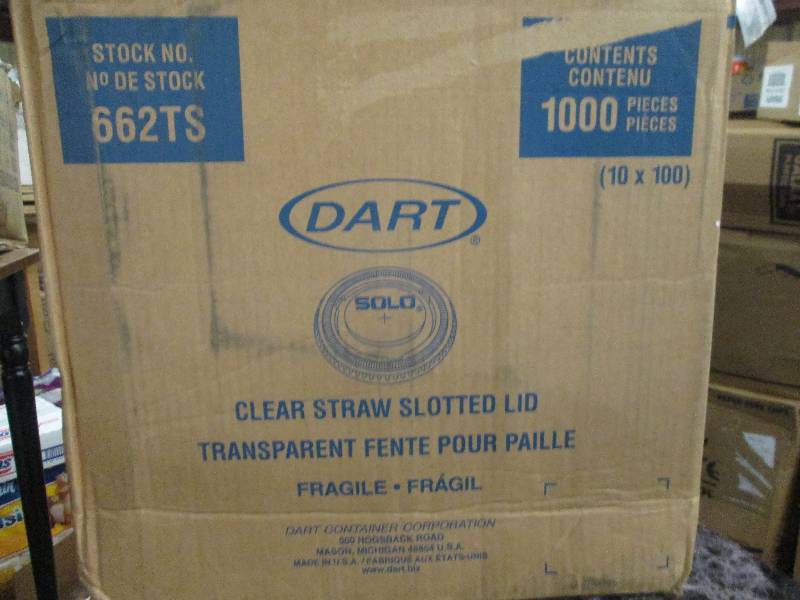 STOCK NO.
Nº DE STOCK
662TS
CONTENTS
CONTENU
1000 PIECES
PIÈCES
(10 x 100)
DART®
SOLO®
CLEAR STRAW SLOTTED LID
TRANSPARENT FENTE POUR PAILLE
FRAGILE • FRÁGIL
DART CONTAINER CORPORATION
500 HOGSBACK ROAD
MASON, MICHIGAN 48854 U.S.A.
MADE IN U.S.A. / FABRIQUÉ AUX ÉTATS-UNIS
www.dart.biz